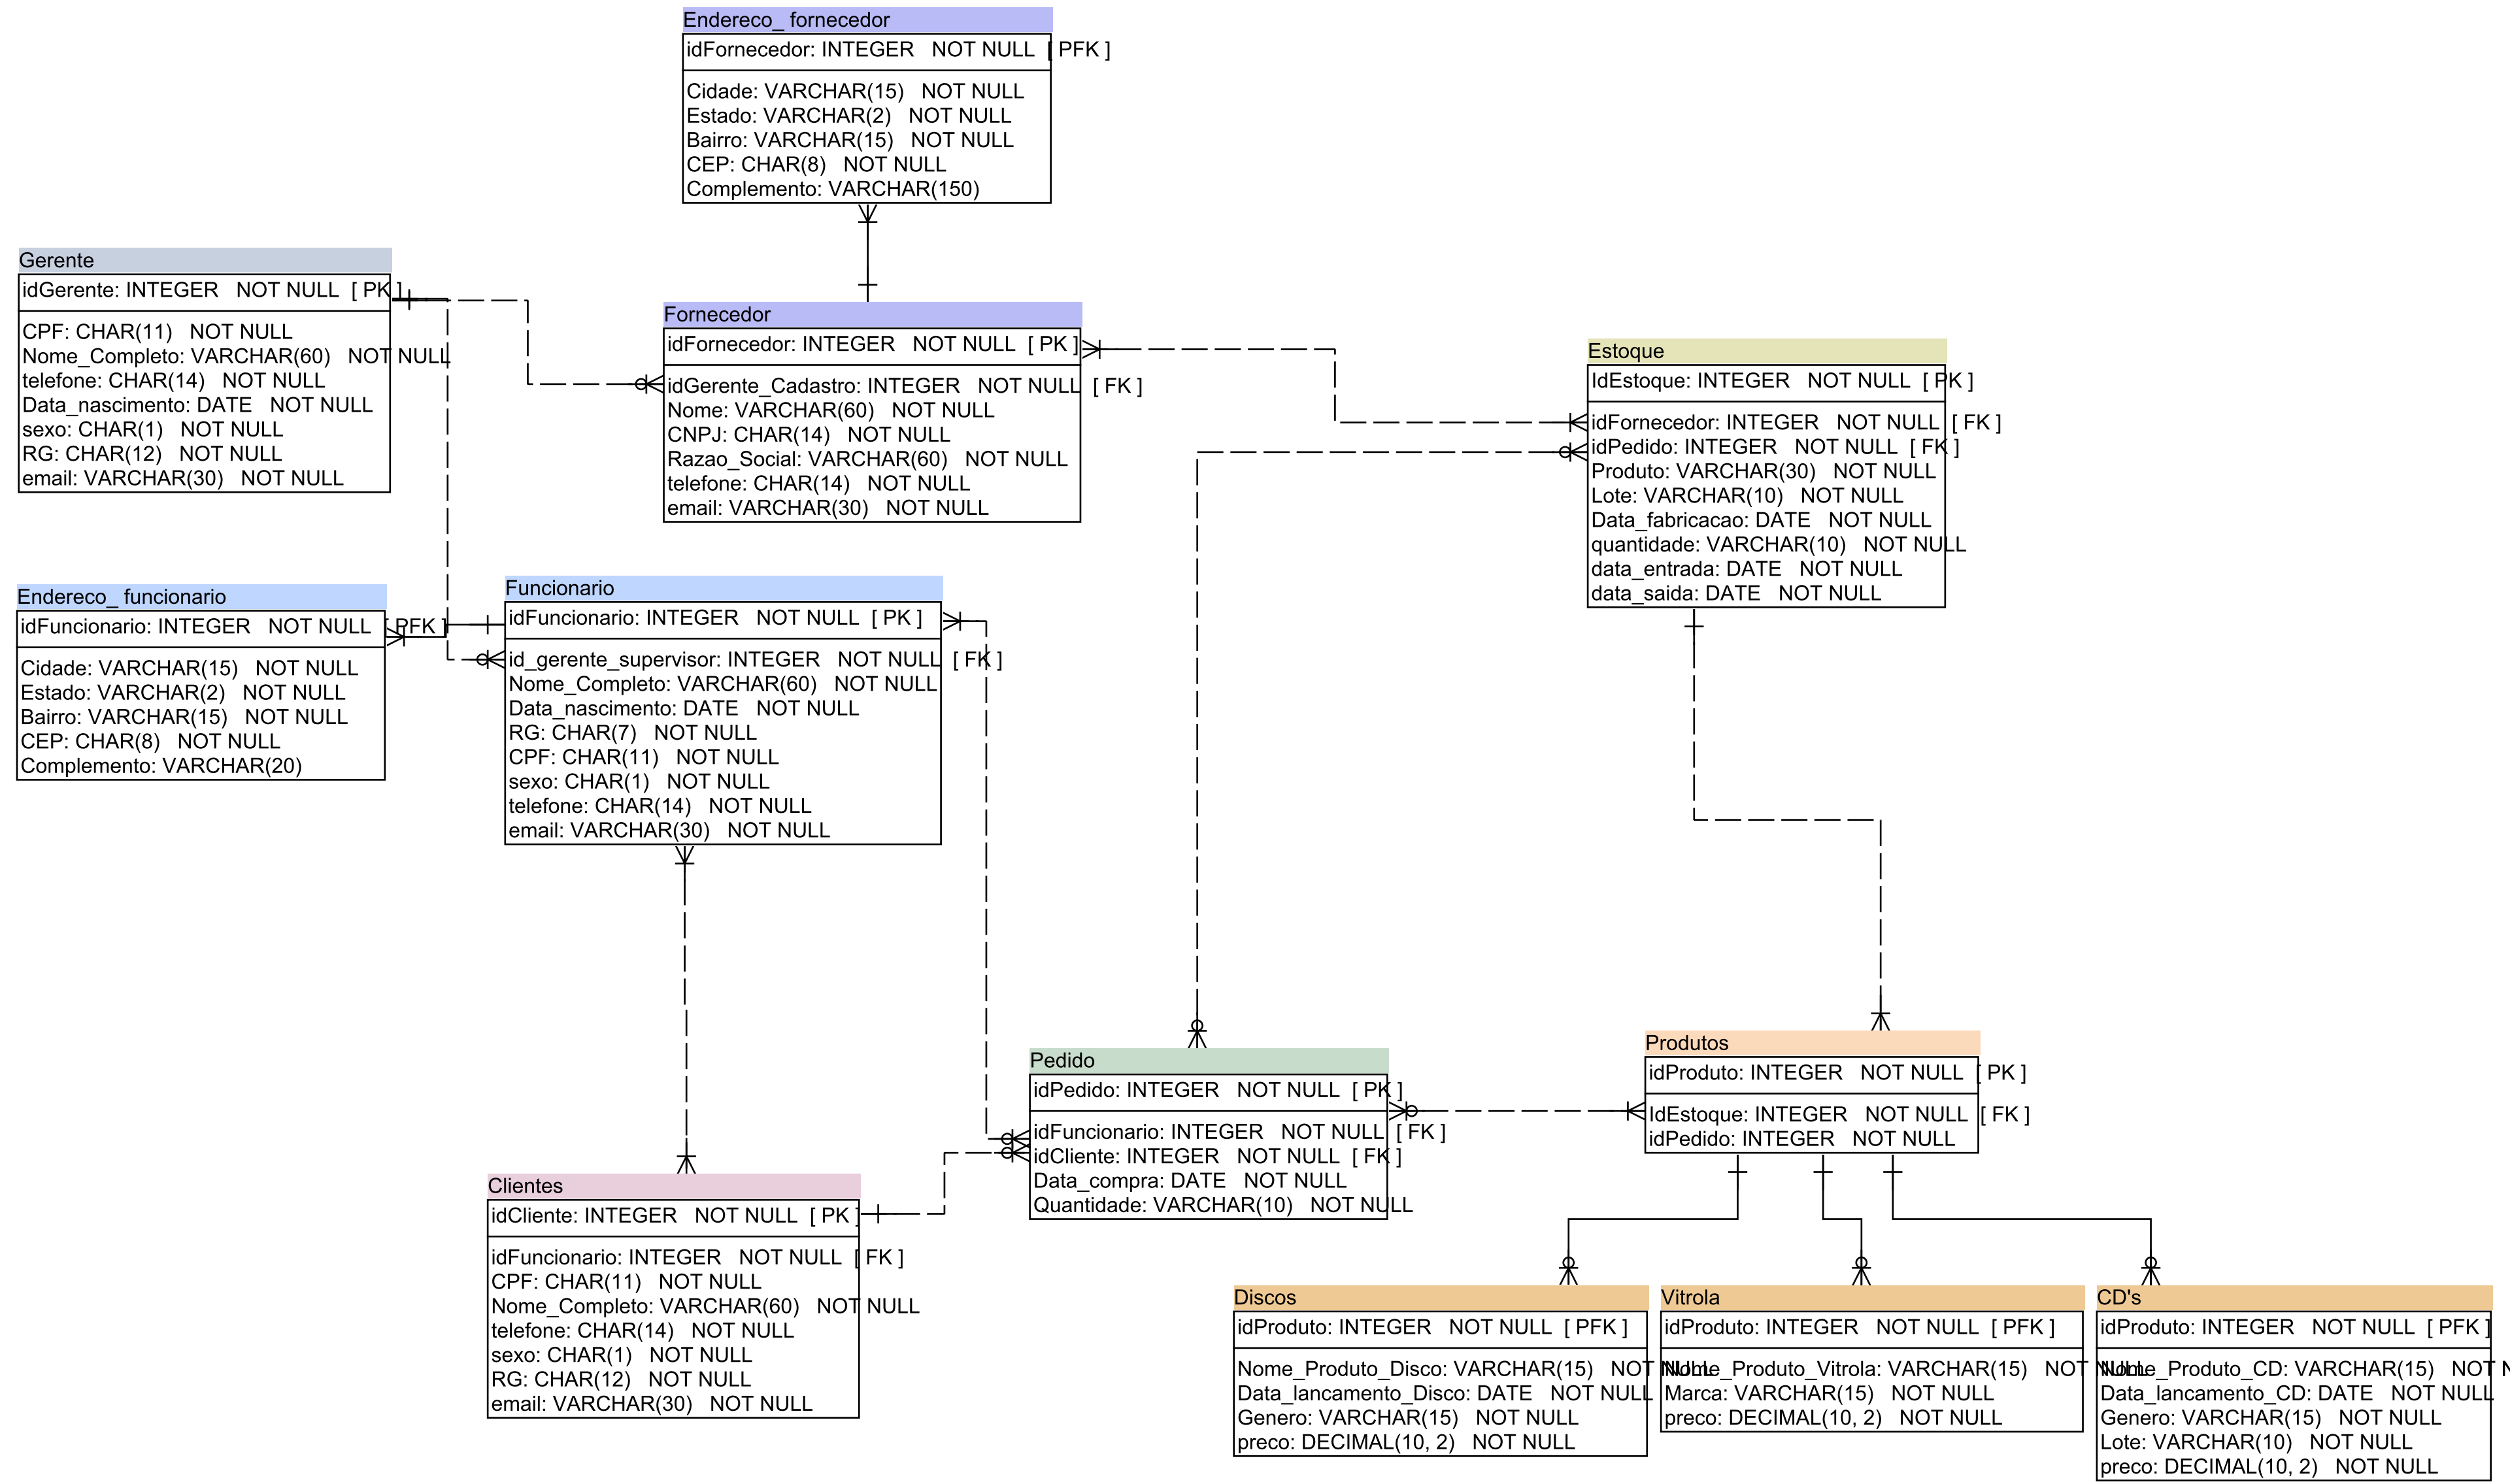 Endereco_ fornecedor
idFornecedor: INTEGER NOT NULL [ PFK ]
Cidade: VARCHAR(15) NOT NULL
Estado: VARCHAR(2) NOT NULL
Bairro: VARCHAR(15) NOT NULL
CEP: CHAR(8) NOT NULL
Complemento: VARCHAR(150)
Gerente
idGerente: INTEGER NOT NULL [ PK ]
CPF: CHAR(11) NOT NULL
Nome_Completo: VARCHAR(60) NOT NULL
telefone: CHAR(14) NOT NULL
Data_nascimento: DATE NOT NULL
sexo: CHAR(1) NOT NULL
RG: CHAR(12) NOT NULL
email: VARCHAR(30) NOT NULL
Fornecedor
idFornecedor: INTEGER NOT NULL [ PK ]
idGerente_Cadastro: INTEGER NOT NULL [ FK ]
Nome: VARCHAR(60) NOT NULL
CNPJ: CHAR(14) NOT NULL
Razao_Social: VARCHAR(60) NOT NULL
telefone: CHAR(14) NOT NULL
email: VARCHAR(30) NOT NULL
Estoque
IdEstoque: INTEGER NOT NULL [ PK ]
idFornecedor: INTEGER NOT NULL [ FK ]
idPedido: INTEGER NOT NULL [ FK ]
Produto: VARCHAR(30) NOT NULL
Lote: VARCHAR(10) NOT NULL
Data_fabricacao: DATE NOT NULL
quantidade: VARCHAR(10) NOT NULL
data_entrada: DATE NOT NULL
data_saida: DATE NOT NULL
Endereco_ funcionario
idFuncionario: INTEGER NOT NULL [ PFK ]
Cidade: VARCHAR(15) NOT NULL
Estado: VARCHAR(2) NOT NULL
Bairro: VARCHAR(15) NOT NULL
CEP: CHAR(8) NOT NULL
Complemento: VARCHAR(20)
Funcionario
idFuncionario: INTEGER NOT NULL [ PK ]
id_gerente_supervisor: INTEGER NOT NULL [ FK ]
Nome_Completo: VARCHAR(60) NOT NULL
Data_nascimento: DATE NOT NULL
RG: CHAR(7) NOT NULL
CPF: CHAR(11) NOT NULL
sexo: CHAR(1) NOT NULL
telefone: CHAR(14) NOT NULL
email: VARCHAR(30) NOT NULL
Pedido
idPedido: INTEGER NOT NULL [ PK ]
idFuncionario: INTEGER NOT NULL [ FK ]
idCliente: INTEGER NOT NULL [ FK ]
Data_compra: DATE NOT NULL
Quantidade: VARCHAR(10) NOT NULL
Produtos
idProduto: INTEGER NOT NULL [ PK ]
IdEstoque: INTEGER NOT NULL [ FK ]
idPedido: INTEGER NOT NULL
Clientes
idCliente: INTEGER NOT NULL [ PK ]
idFuncionario: INTEGER NOT NULL [ FK ]
CPF: CHAR(11) NOT NULL
Nome_Completo: VARCHAR(60) NOT NULL
telefone: CHAR(14) NOT NULL
sexo: CHAR(1) NOT NULL
RG: CHAR(12) NOT NULL
email: VARCHAR(30) NOT NULL
Discos
idProduto: INTEGER NOT NULL [ PFK ]
Nome_Produto_Disco: VARCHAR(15) NOT NULL
Data_lancamento_Disco: DATE NOT NULL
Genero: VARCHAR(15) NOT NULL
preco: DECIMAL(10, 2) NOT NULL
Vitrola
idProduto: INTEGER NOT NULL [ PFK ]
Nome_Produto_Vitrola: VARCHAR(15) NOT NULL
Marca: VARCHAR(15) NOT NULL
preco: DECIMAL(10, 2) NOT NULL
CD's
idProduto: INTEGER NOT NULL [ PFK ]
Nome_Produto_CD: VARCHAR(15) NOT N
Data_lancamento_CD: DATE NOT NULL
Genero: VARCHAR(15) NOT NULL
Lote: VARCHAR(10) NOT NULL
preco: DECIMAL(10, 2) NOT NULL